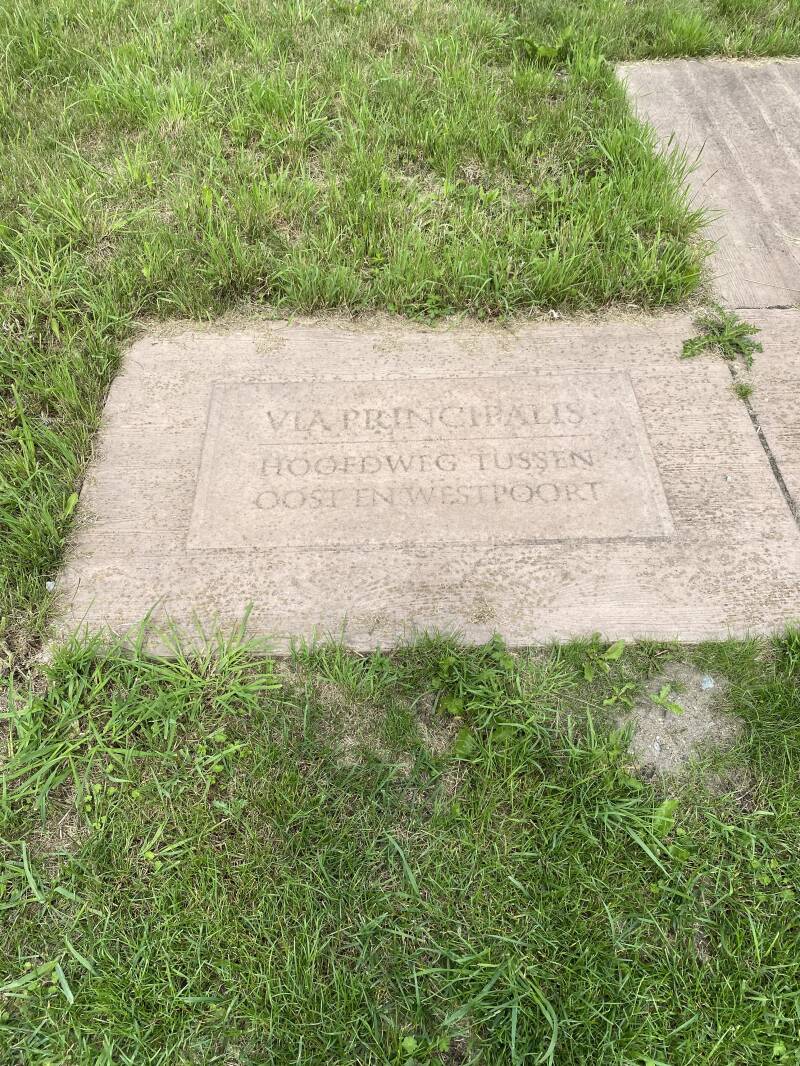 VIA PRINCIPALIS
HOOFDWEG TUSSEN
OOST EN WESTPOORT